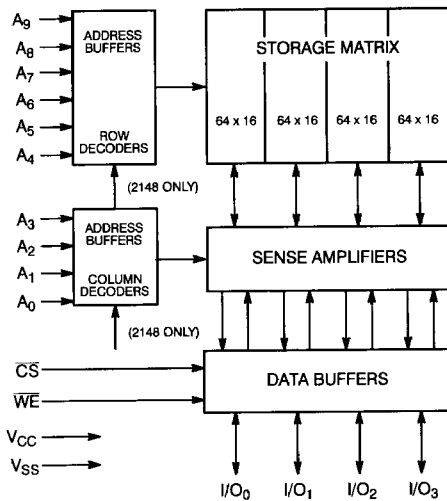 A9
A8
A7
A6
A5
A4
ADDRESS
BUFFERS
ROW
DECODERS
STORAGE MATRIX
64 x 16
64 x 16
64 x 16
64 x 16
(2148 ONLY)
A3
A2
A1
A0
ADDRESS
BUFFERS
COLUMN
DECODERS
SENSE AMPLIFIERS
(2148 ONLY)
C̅S̅
W̅E̅
DATA BUFFERS
VCC
VSS
I/O0
I/O1
I/O2
I/O3